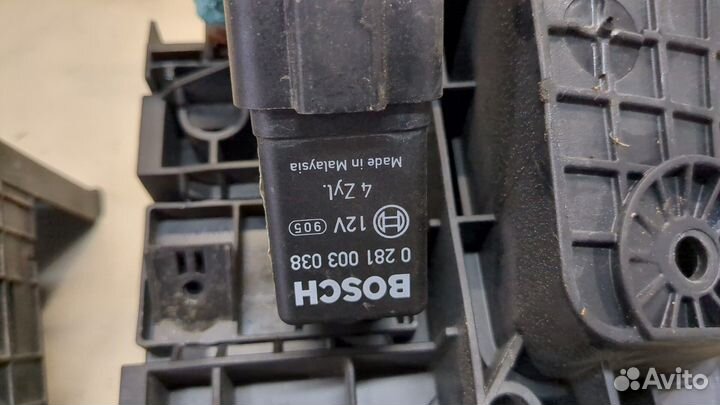 BOSCH
0 281 003 038
12V 905
4 Zyl.
Made in Malaysia
Avito